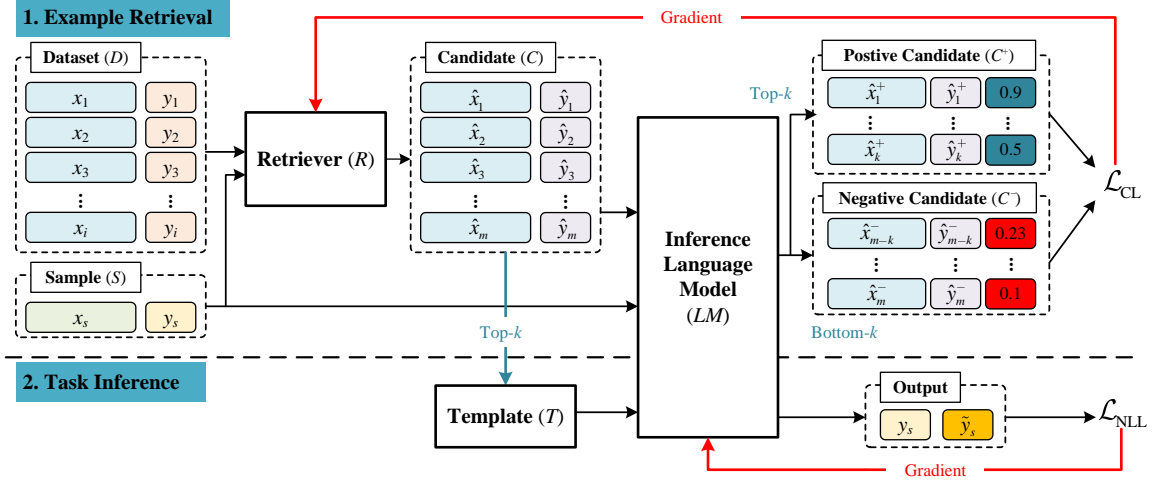 1. Example Retrieval
Gradient
Dataset (D)
x₁ y₁
x₂ y₂
x₃ y₃
⋮ ⋮
xᵢ yᵢ
Sample (S)
xₛ yₛ
Retriever (R)
Candidate (C)
x̂₁ ŷ₁
x̂₂ ŷ₂
x̂₃ ŷ₃
⋮ ⋮
x̂ₘ ŷₘ
Top-k
Inference
Language
Model
(LM)
Top-k
Postive Candidate (C⁺)
x̂₁⁺ ŷ₁⁺ 0.9
⋮ ⋮ ⋮
x̂ₖ⁺ ŷₖ⁺ 0.5
Negative Candidate (C⁻)
x̂ₘ₋ₖ⁻ ŷₘ₋ₖ⁻ 0.23
⋮ ⋮ ⋮
x̂ₘ⁻ ŷₘ⁻ 0.1
Bottom-k
ℒ_CL
2. Task Inference
Template (T)
Output
yₛ ỹₛ
ℒ_NLL
Gradient